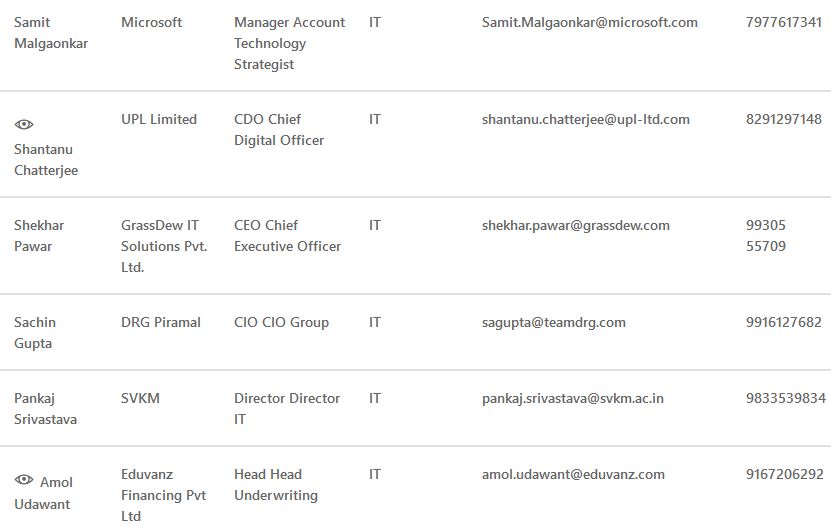 Samit Microsoft Manager Account IT Samit.Malgaonkar@microsoft.com 7977617341
Malgaonkar Technology
Strategist
UPL Limited CDO Chief IT shantanu.chatterjee@upl-ltd.com 8291297148
Digital Officer
Shantanu
Chatterjee
Shekhar GrassDew IT CEO Chief IT shekhar.pawar@grassdew.com 99305
Pawar Solutions Pvt. Executive Officer 55709
Ltd.
Sachin DRG Piramal CIO CIO Group IT sagupta@teamdrg.com 9916127682
Gupta
Pankaj SVKM Director Director IT pankaj.srivastava@svkm.ac.in 9833539834
Srivastava IT
Amol Eduvanz Head Head IT amol.udawant@eduvanz.com 9167206292
Udawant Financing Pvt Underwriting
Ltd